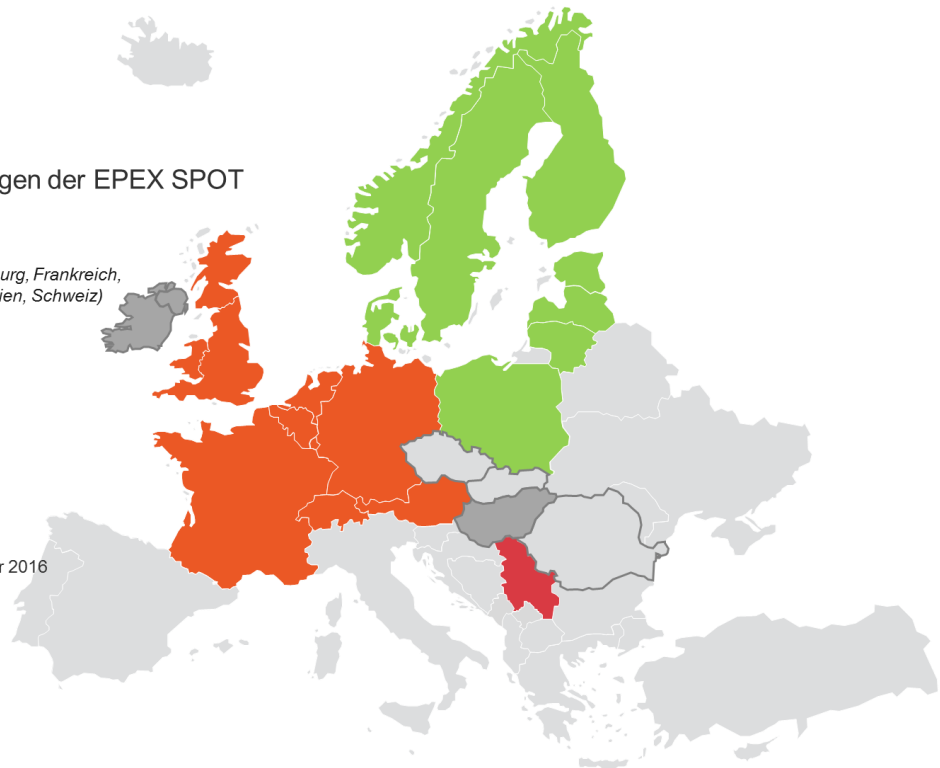 gen der EPEX SPOT
urg, Frankreich,
ien, Schweiz)
r 2016